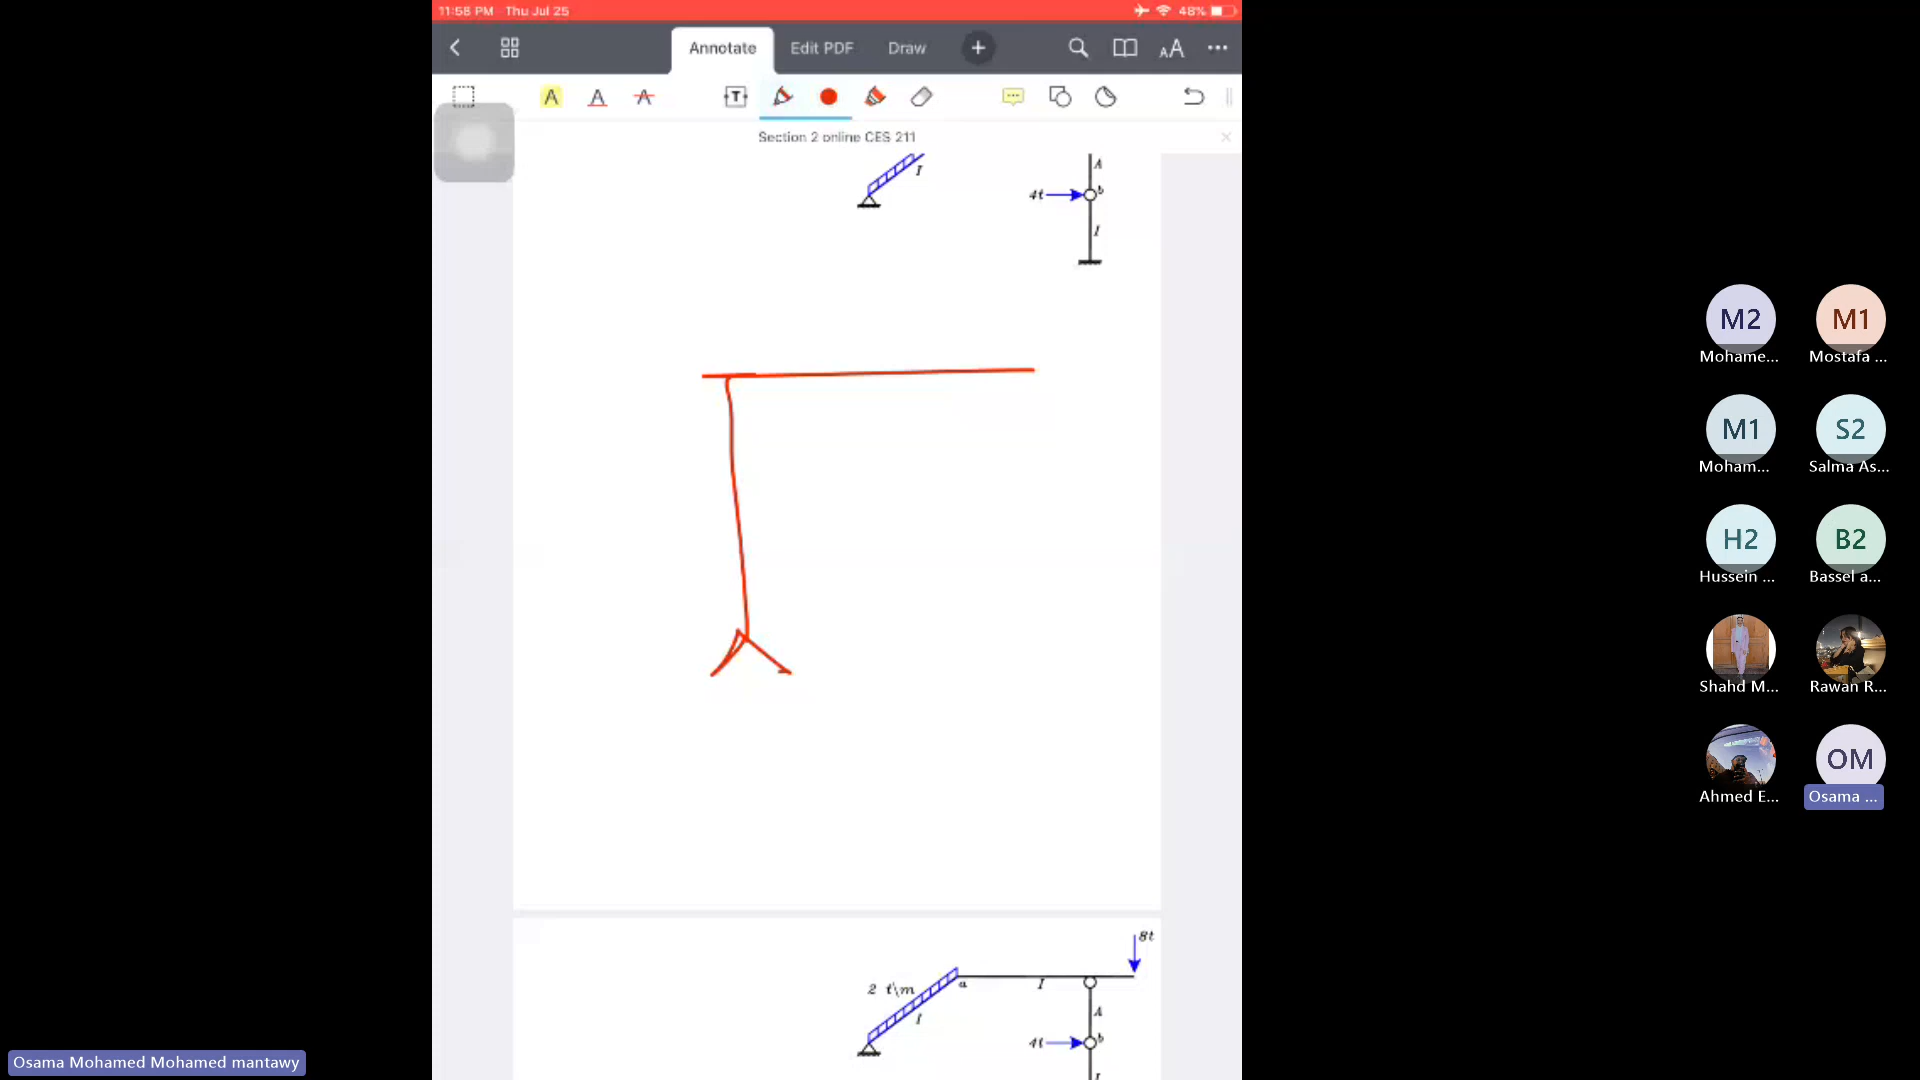 11:58 PM Thu Jul 25
48%
Annotate Edit PDF Draw
AA
A A A T
Section 2 online CES 211
I
A
4t
b
I
8t
2 t\m
a
I
A
I
4t
b
I
M2
Mohame...
M1
Mostafa ...
M1
Moham...
S2
Salma As...
H2
Hussein ...
B2
Bassel a...
Shahd M...
Rawan R...
Ahmed E...
OM
Osama ...
Osama Mohamed Mohamed mantawy